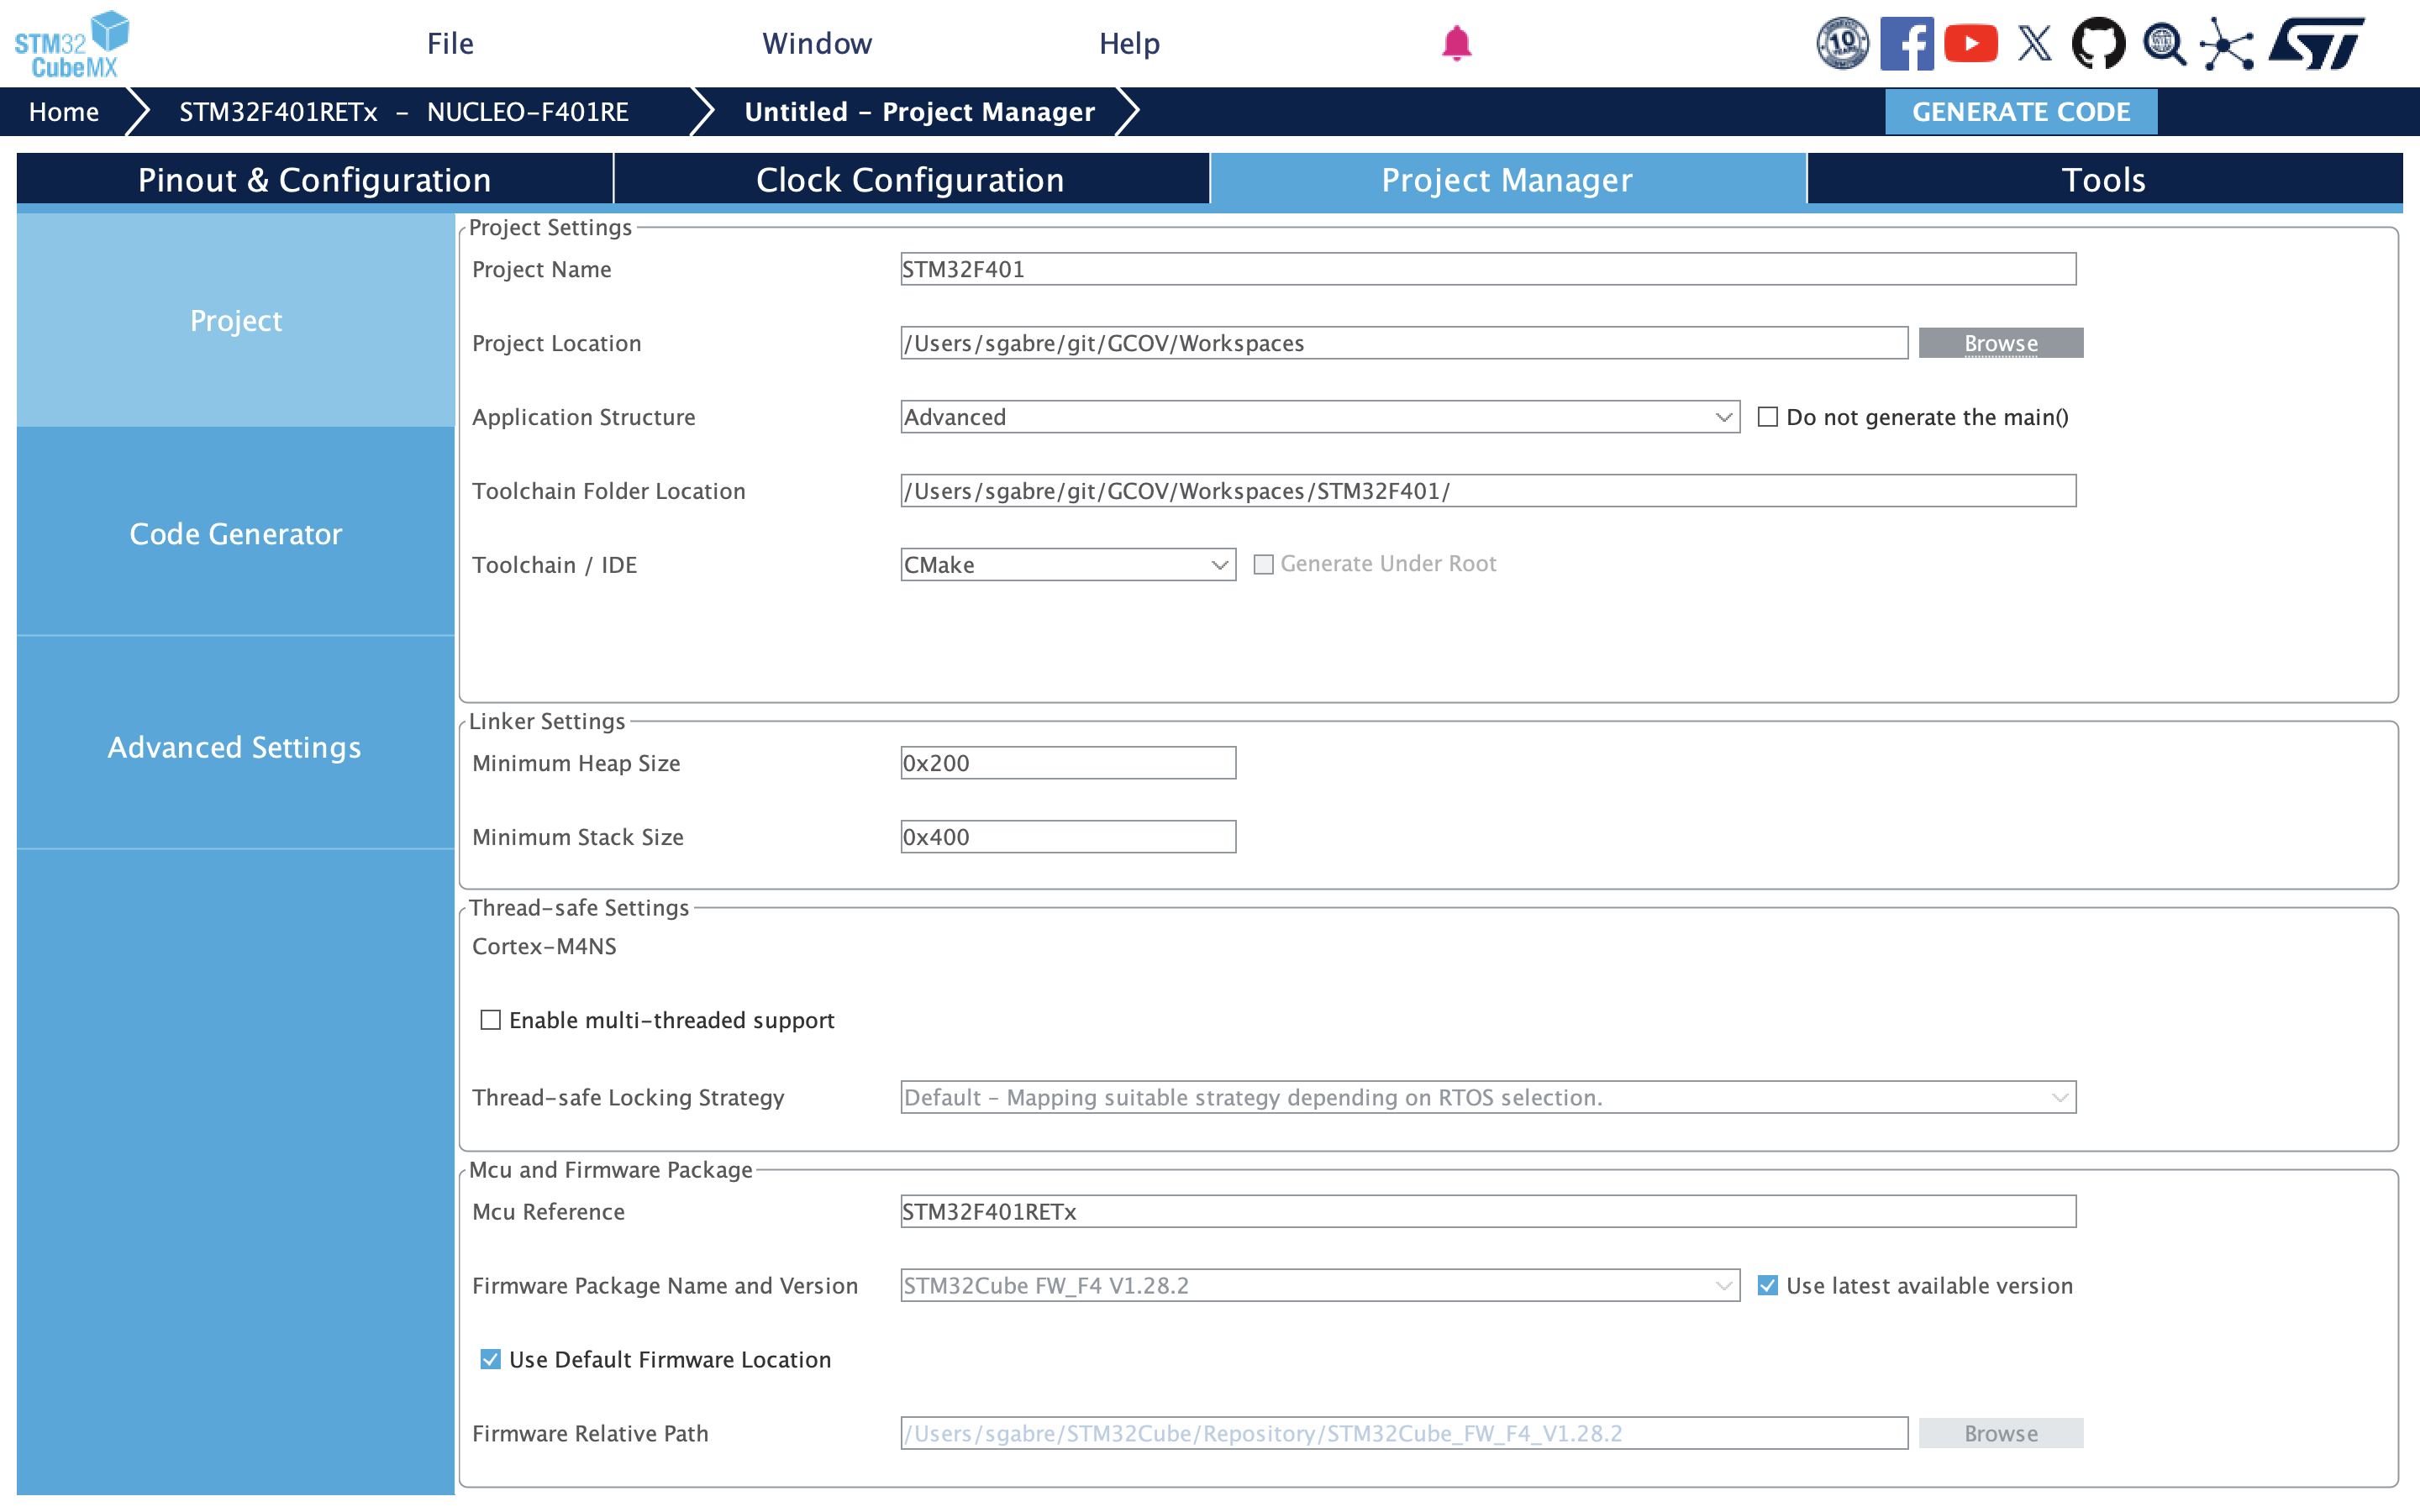 STM32
CubeMX
File
Window
Help
10
ST
Home
STM32F401RETx - NUCLEO-F401RE
Untitled - Project Manager
GENERATE CODE
Pinout & Configuration
Clock Configuration
Project Manager
Tools
Project
Code Generator
Advanced Settings
Project Settings
Project Name
STM32F401
Project Location
/Users/sgabre/git/GCOV/Workspaces
Browse
Application Structure
Advanced
Do not generate the main()
Toolchain Folder Location
/Users/sgabre/git/GCOV/Workspaces/STM32F401/
Toolchain / IDE
CMake
Generate Under Root
Linker Settings
Minimum Heap Size
0x200
Minimum Stack Size
0x400
Thread-safe Settings
Cortex-M4NS
Enable multi-threaded support
Thread-safe Locking Strategy
Default - Mapping suitable strategy depending on RTOS selection.
Mcu and Firmware Package
Mcu Reference
STM32F401RETx
Firmware Package Name and Version
STM32Cube FW_F4 V1.28.2
Use latest available version
Use Default Firmware Location
Firmware Relative Path
/Users/sgabre/STM32Cube/Repository/STM32Cube_FW_F4_V1.28.2
Browse